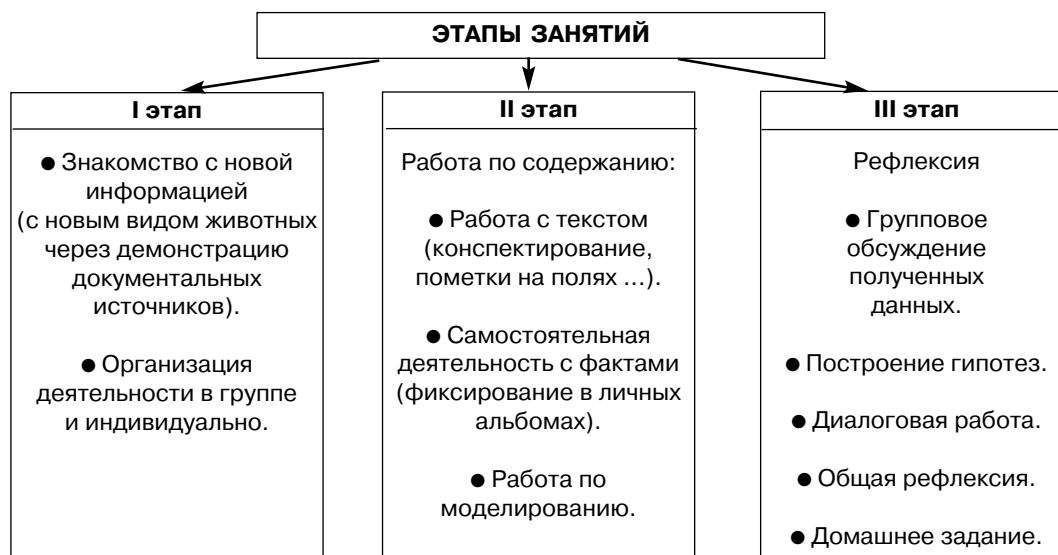 ЭТАПЫ ЗАНЯТИЙ
I этап
● Знакомство с новой
информацией
(с новым видом животных
через демонстрацию
документальных
источников).
● Организация
деятельности в группе
и индивидуально.
II этап
Работа по содержанию:
● Работа с текстом
(конспектирование,
пометки на полях ...).
● Самостоятельная
деятельность с фактами
(фиксирование в личных
альбомах).
● Работа по
моделированию.
III этап
Рефлексия
● Групповое
обсуждение
полученных
данных.
● Построение гипотез.
● Диалоговая работа.
● Общая рефлексия.
● Домашнее задание.